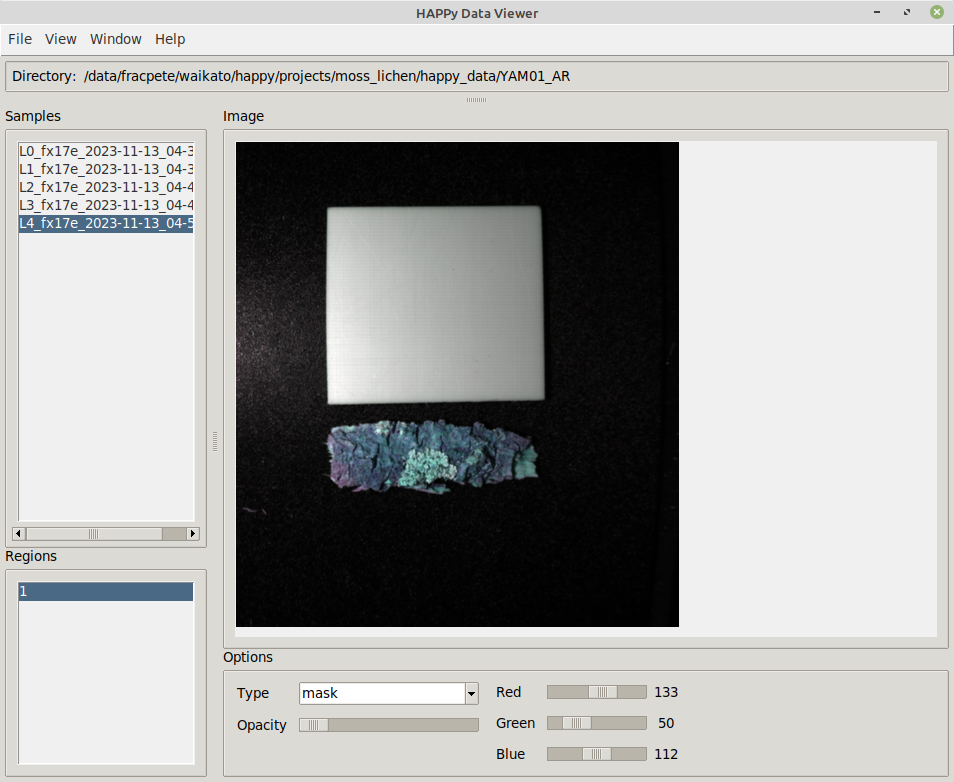 HAPPy Data Viewer
File View Window Help
Directory: /data/fracpete/waikato/happy/projects/moss_lichen/happy_data/YAM01_AR
Samples
L0_fx17e_2023-11-13_04-3
L1_fx17e_2023-11-13_04-3
L2_fx17e_2023-11-13_04-4
L3_fx17e_2023-11-13_04-4
L4_fx17e_2023-11-13_04-5
Regions
1
Image
Options
Type mask
Opacity
Red 133
Green 50
Blue 112